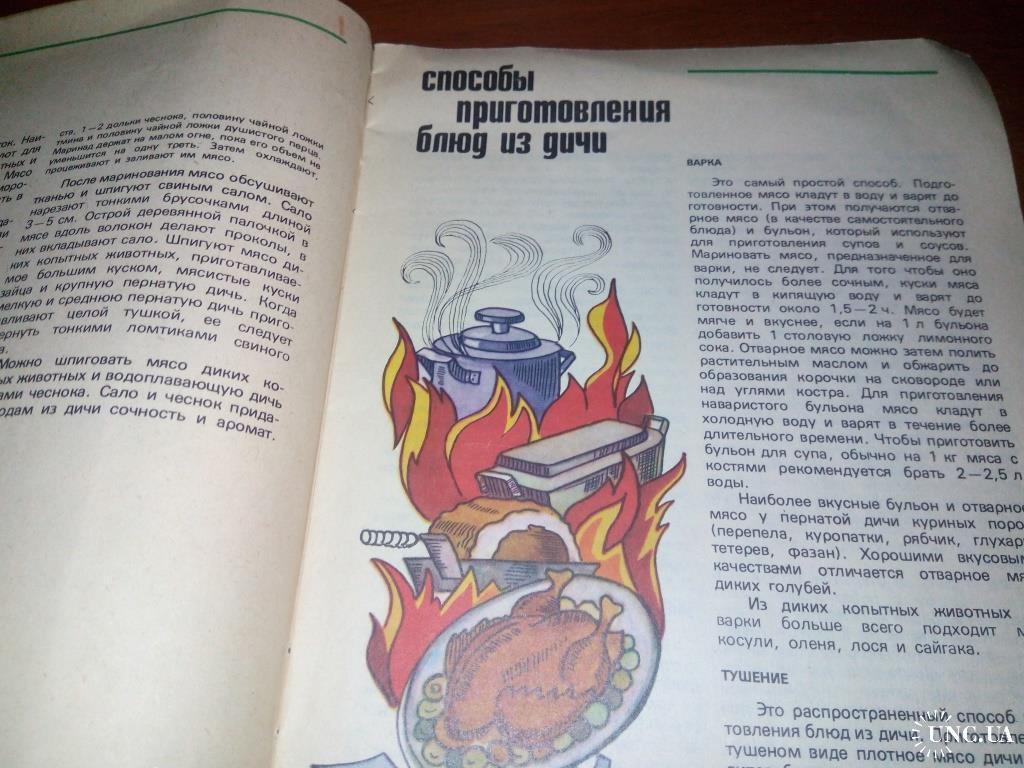 ток. Наи-
ств, 1—2 дольки чеснока, половину чайной ложки
тмина и половину чайной ложки душистого перца.
Маринад держат на малом огне, пока его объем не
уменьшится на одну треть. Затем охлаждают,
процеживают и заливают им мясо.
После маринования мясо обсушивают
тканью и шпигуют свиным салом. Сало
нарезают тонкими брусочками длиной
3—5 см. Острой деревянной палочкой в
мясе вдоль волокон делают проколы, в
них вкладывают сало. Шпигуют мясо ди-
ких копытных животных, приготавливае-
мое большим куском, мясистые куски
зайца и крупную пернатую дичь. Когда
мелкую и среднюю пернатую дичь приго-
авливают целой тушкой, ее следует
ернуть тонкими ломтиками свиного
а.
Можно шпиговать мясо диких ко-
ых животных и водоплавающую дичь
ами чеснока. Сало и чеснок прида-
юдам из дичи сочность и аромат.
способы
приготовления
блюд из дичи
ВАРКА
Это самый простой способ. Подго-
товленное мясо кладут в воду и варят до
готовности. При этом получаются отва-
рное мясо (в качестве самостоятельного
блюда) и бульон, который используют
для приготовления супов и соусов.
Мариновать мясо, предназначенное для
варки, не следует. Для того чтобы оно
получилось более сочным, куски мяса
кладут в кипящую воду и варят до
готовности около 1,5—2 ч. Мясо будет
мягче и вкуснее, если на 1 л бульона
добавить 1 столовую ложку лимонного
сока. Отварное мясо можно затем полить
растительным маслом и обжарить до
образования корочки на сковороде или
над углями костра. Для приготовления
наваристого бульона мясо кладут в
холодную воду и варят в течение более
длительного времени. Чтобы приготовить
бульон для супа, обычно на 1 кг мяса с
костями рекомендуется брать 2—2,5 л
воды.
Наиболее вкусные бульон и отварное
мясо у пернатой дичи куриных поро
(перепела, куропатки, рябчик, глухар
тетерев, фазан). Хорошими вкусовым
качествами отличается отварное мя
диких голубей.
Из диких копытных животных
варки больше всего подходит м
косули, оленя, лося и сайгака.
ТУШЕНИЕ
Это распространенный способ
товления блюд из дичи. Приготовле
тушеном виде плотное мясо дичи
UNC.UA